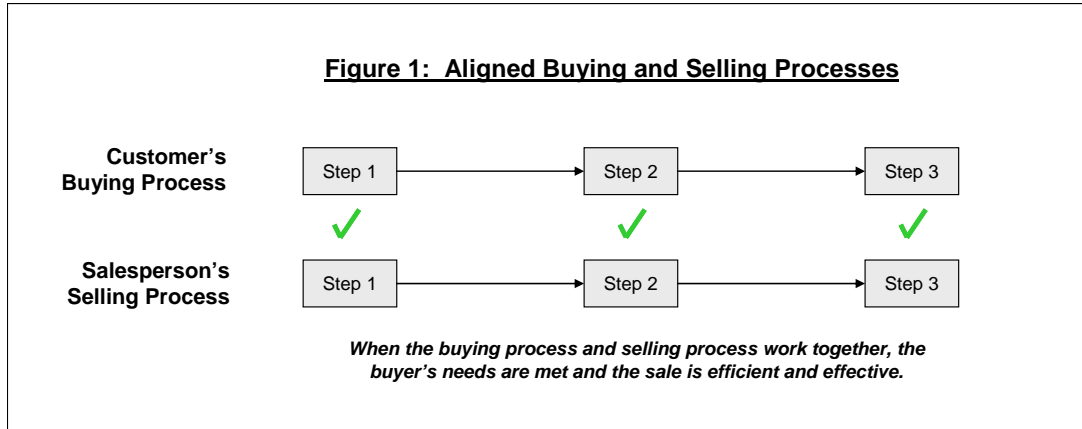 Figure 1:  Aligned Buying and Selling Processes
Customer’s
Buying Process
Step 1
Step 2
Step 3
Salesperson’s
Selling Process
Step 1
Step 2
Step 3
When the buying process and selling process work together, the
buyer’s needs are met and the sale is efficient and effective.